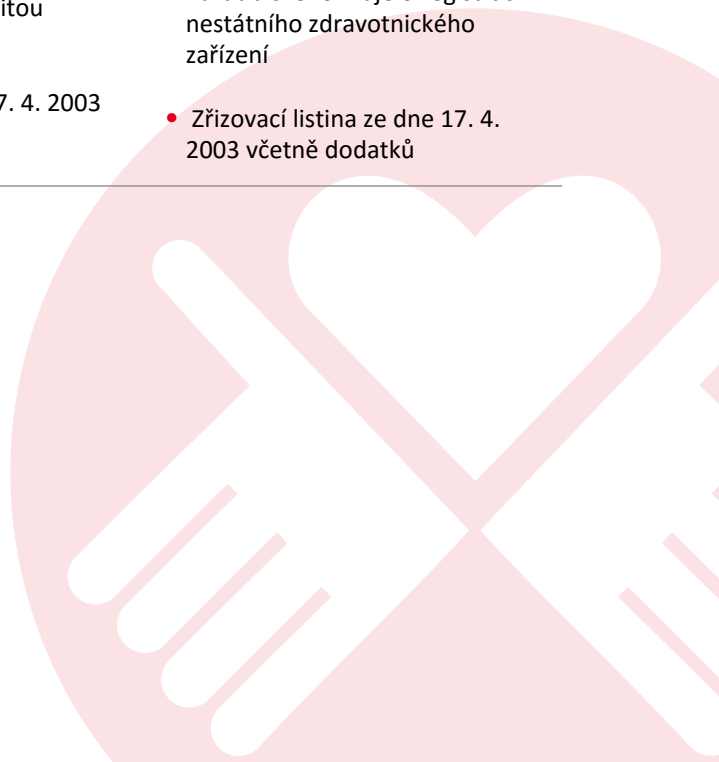 itou
7. 4. 2003
nestátního zdravotnického
zařízení
• Zřizovací listina ze dne 17. 4.
2003 včetně dodatků